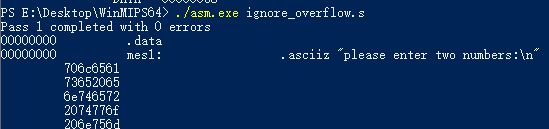 PS E:\Desktop\WinMIPS64> ./asm.exe ignore_overflow.s
Pass 1 completed with 0 errors
00000000 .data
00000000 mes1: .asciiz "please enter two numbers:\n"
706c6561
73652065
6e746572
2074776f
206e756d